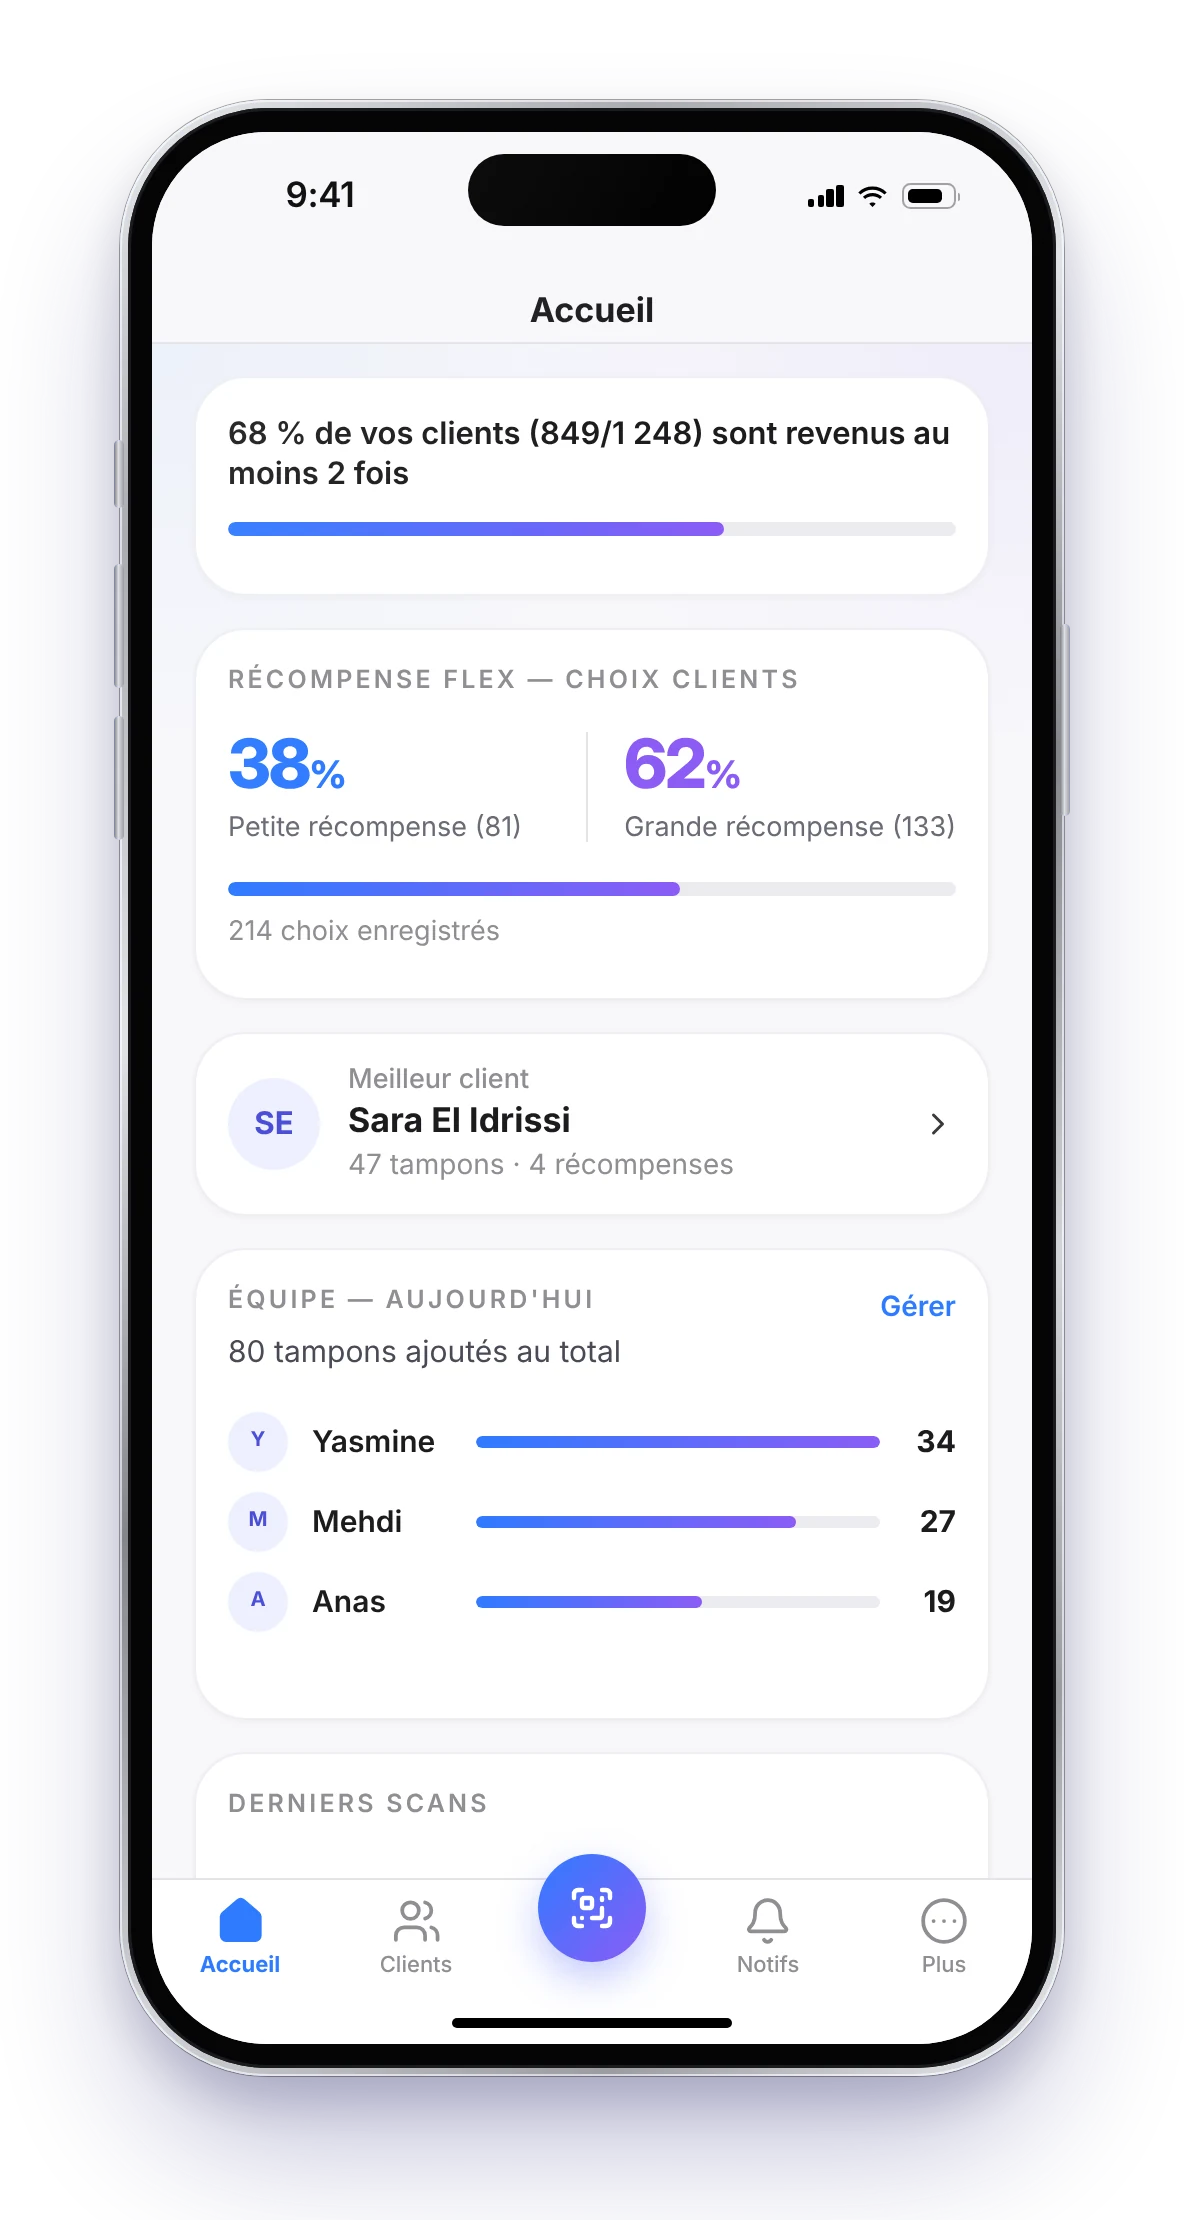 9:41
Accueil
68 % de vos clients (849/1 248) sont revenus au
moins 2 fois
RÉCOMPENSE FLEX — CHOIX CLIENTS
38%
62%
Petite récompense (81)
Grande récompense (133)
214 choix enregistrés
SE
Meilleur client
Sara El Idrissi
47 tampons · 4 récompenses
ÉQUIPE — AUJOURD'HUI
Gérer
80 tampons ajoutés au total
Y
Yasmine
34
M
Mehdi
27
A
Anas
19
DERNIERS SCANS
Accueil
Clients
Notifs
Plus